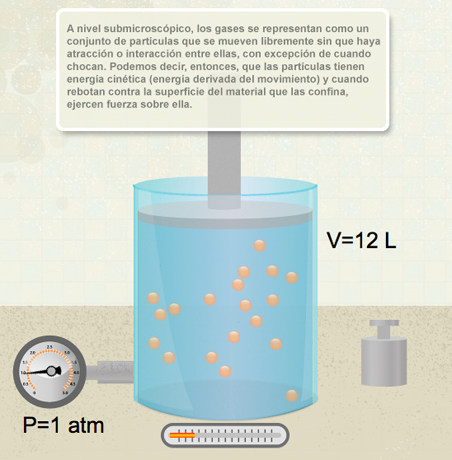 A nivel submicroscópico, los gases se representan como un
conjunto de partículas que se mueven libremente sin que haya
atracción o interacción entre ellas, con excepción de cuando
chocan. Podemos decir, entonces, que las partículas tienen
energía cinética (energía derivada del movimiento) y cuando
rebotan contra la superficie del material que las confina,
ejercen fuerza sobre ella.
V=12 L
P=1 atm